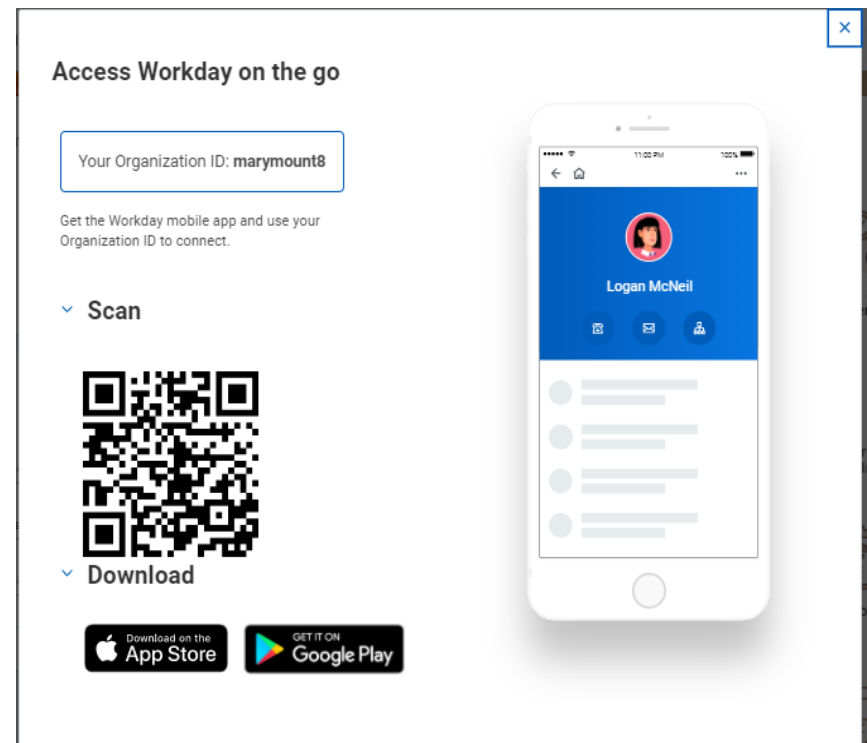 Access Workday on the go
Your Organization ID: marymount8
Get the Workday mobile app and use your
Organization ID to connect.
Scan
Download
Download on the
App Store
GET IT ON
Google Play
11:00 PM
100%
Logan McNeil